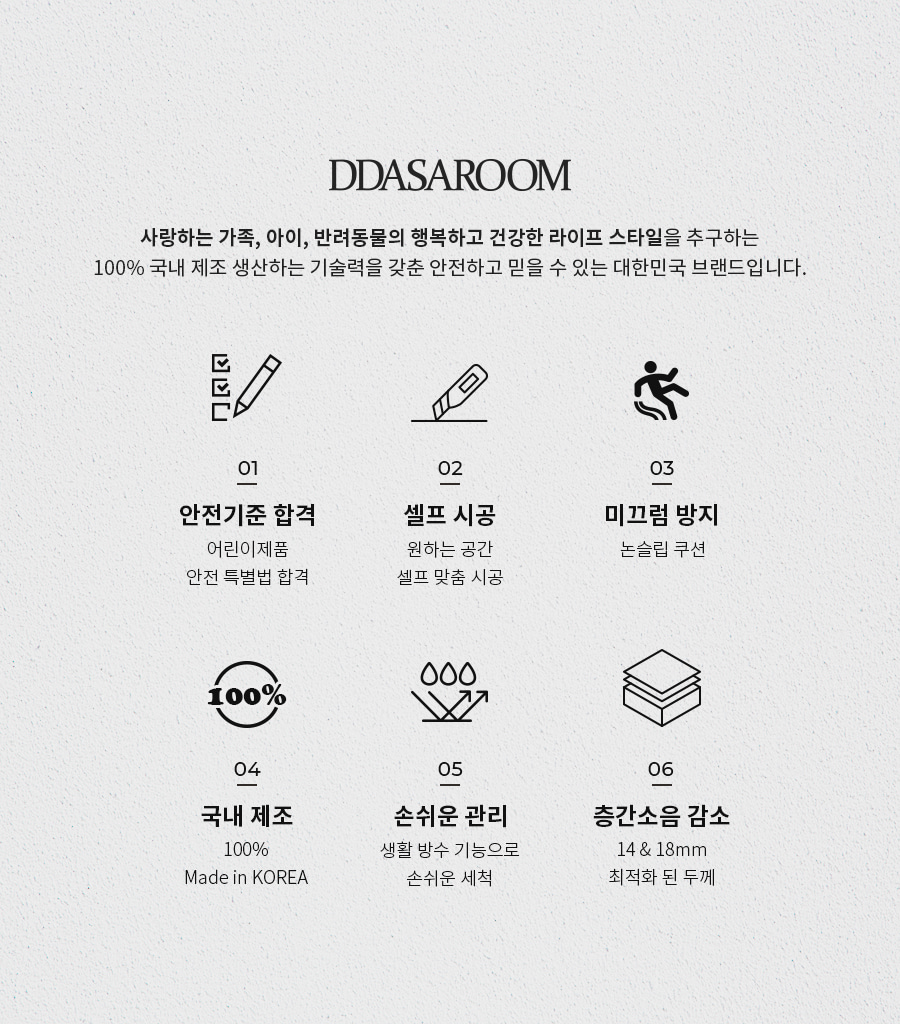 DDASAROOM
사랑하는 가족, 아이, 반려동물의 행복하고 건강한 라이프 스타일을 추구하는
100% 국내 제조 생산하는 기술력을 갖춘 안전하고 믿을 수 있는 대한민국 브랜드입니다.
01
안전기준 합격
어린이제품
안전 특별법 합격
02
셀프 시공
원하는 공간
셀프 맞춤 시공
03
미끄럼 방지
논슬립 쿠션
100%
04
국내 제조
100%
Made in KOREA
05
손쉬운 관리
생활 방수 기능으로
손쉬운 세척
06
층간소음 감소
14 & 18mm
최적화 된 두께